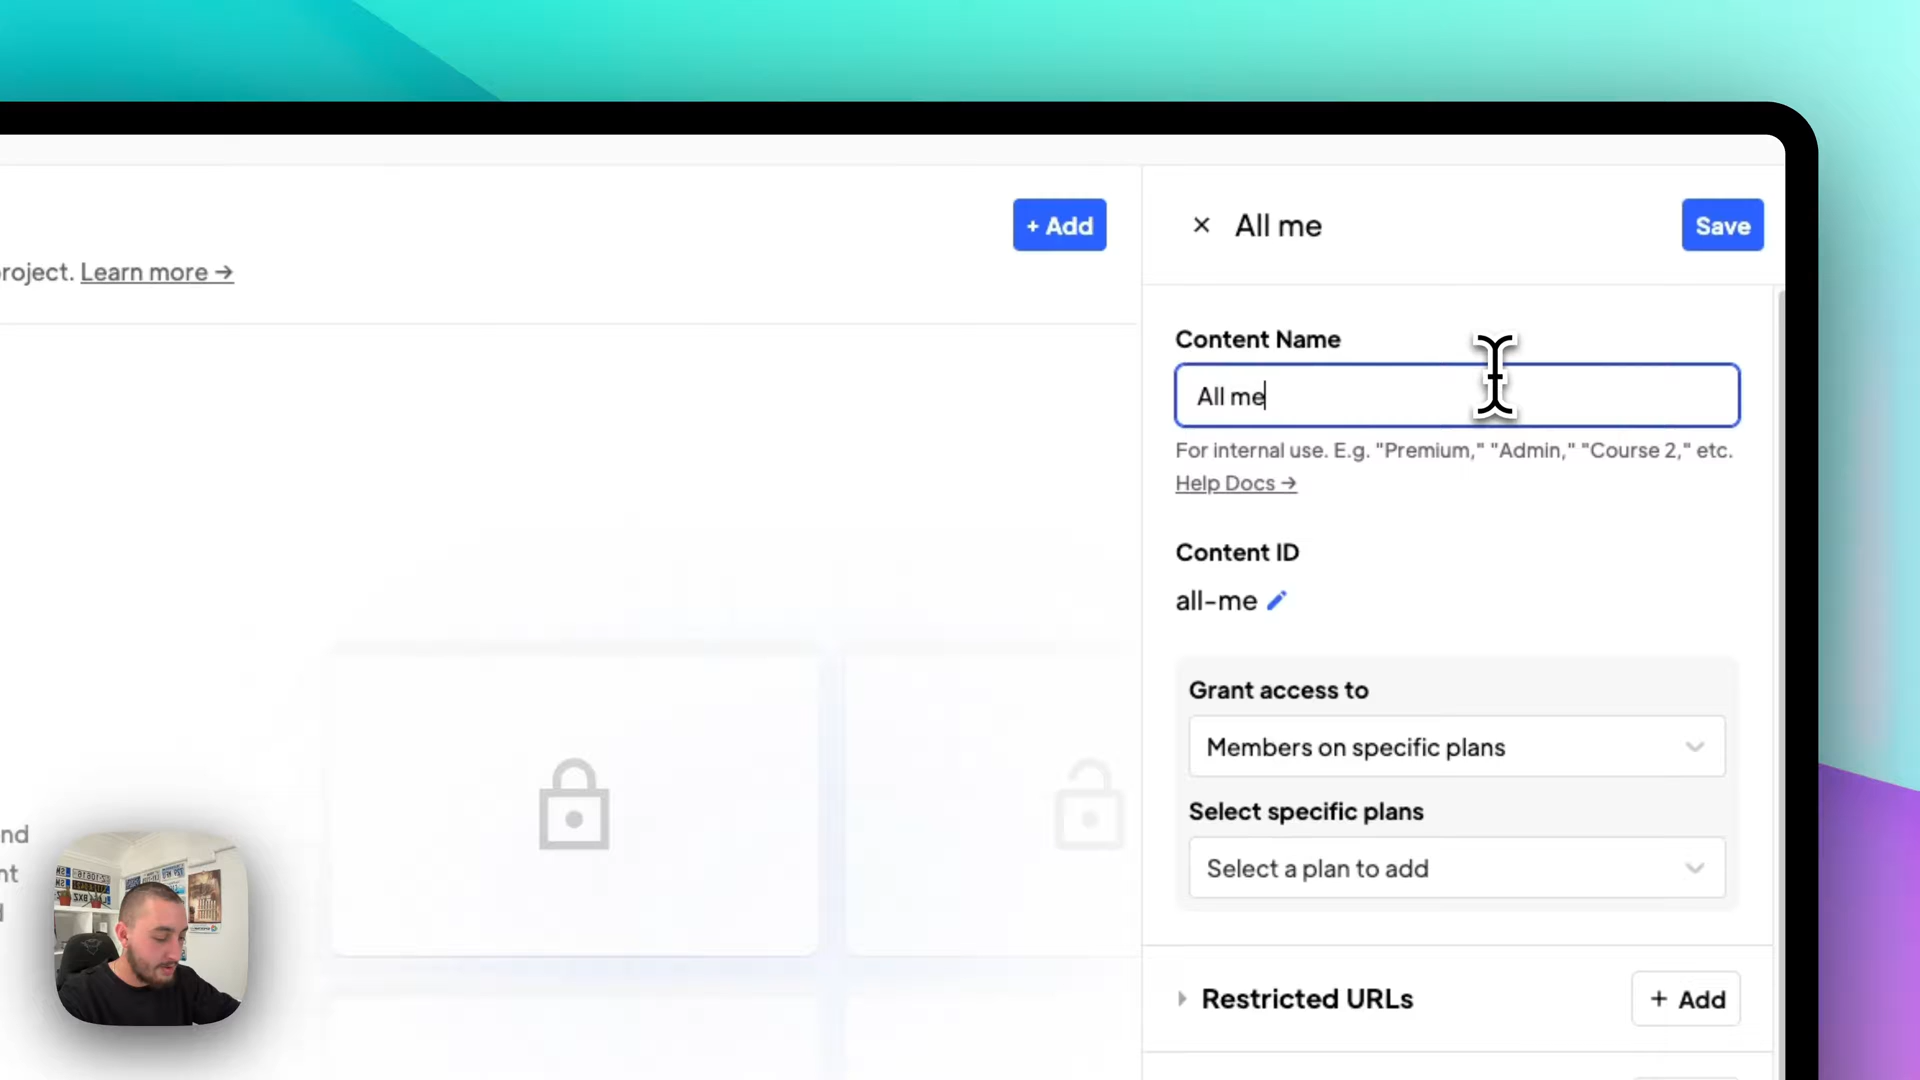 + Add
× All me
Save
roject. Learn more →
Content Name
All me
For internal use. E.g. "Premium," "Admin," "Course 2," etc.
Help Docs →
Content ID
all-me
Grant access to
Members on specific plans
Select specific plans
Select a plan to add
nd
nt
Restricted URLs
+ Add